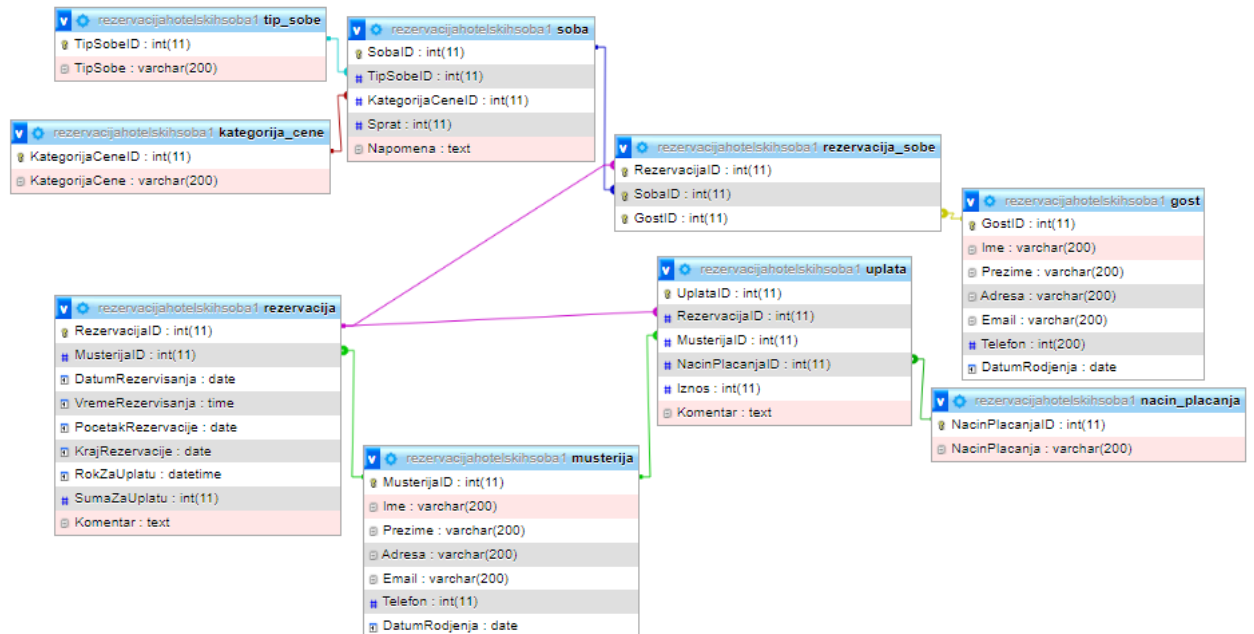 rezervacijahotelskihsoba1 tip_sobe
TipSobeID : int(11)
TipSobe : varchar(200)
rezervacijahotelskihsoba1 soba
SobaID : int(11)
TipSobeID : int(11)
KategorijaCeneID : int(11)
Sprat : int(11)
Napomena : text
rezervacijahotelskihsoba1 kategorija_cene
KategorijaCeneID : int(11)
KategorijaCene : varchar(200)
rezervacijahotelskihsoba1 rezervacija_sobe
RezervacijaID : int(11)
SobaID : int(11)
GostID : int(11)
rezervacijahotelskihsoba1 gost
GostID : int(11)
Ime : varchar(200)
Prezime : varchar(200)
Adresa : varchar(200)
Email : varchar(200)
Telefon : int(200)
DatumRodjenja : date
rezervacijahotelskihsoba1 uplata
UplataID : int(11)
RezervacijaID : int(11)
MusterijaID : int(11)
NacinPlacanjaID : int(11)
Iznos : int(11)
Komentar : text
rezervacijahotelskihsoba1 rezervacija
RezervacijaID : int(11)
MusterijaID : int(11)
DatumRezervisanja : date
VremeRezervisanja : time
PocetakRezervacije : date
KrajRezervacije : date
RokZaUplatu : datetime
SumaZaUplatu : int(11)
Komentar : text
rezervacijahotelskihsoba1 nacin_placanja
NacinPlacanjaID : int(11)
NacinPlacanja : varchar(200)
rezervacijahotelskihsoba1 musterija
MusterijaID : int(11)
Ime : varchar(200)
Prezime : varchar(200)
Adresa : varchar(200)
Email : varchar(200)
Telefon : int(11)
DatumRodjenja : date